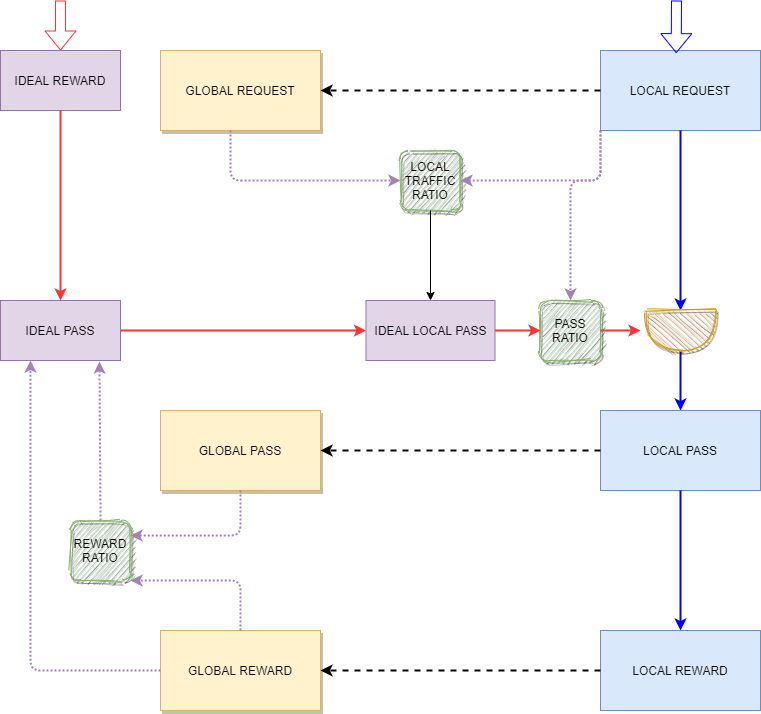 IDEAL REWARD
GLOBAL REQUEST
LOCAL REQUEST
LOCAL
TRAFFIC
RATIO
IDEAL PASS
IDEAL LOCAL PASS
PASS
RATIO
GLOBAL PASS
LOCAL PASS
REWARD
RATIO
GLOBAL REWARD
LOCAL REWARD